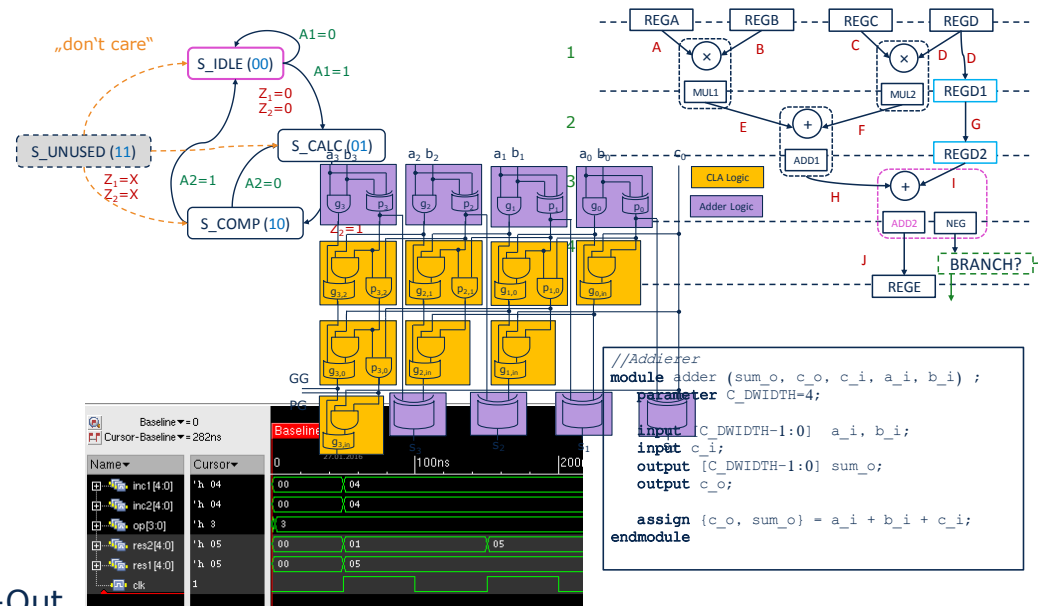 „don't care"
A1=0
S_IDLE (00)
A1=1
Z1=0
Z2=0
S_UNUSED (11)
S_CALC (01)
Z1=X
Z2=X
A2=1
A2=0
S_COMP (10)
Z2=1
REGA
REGB
REGC
REGD
1
A
B
C
D
D
×
×
MUL1
MUL2
REGD1
2
E
F
G
+
ADD1
REGD2
3
H
I
+
ADD2
NEG
4
J
BRANCH?
REGE
CLA Logic
Adder Logic
a3 b3
a2 b2
a1 b1
a0 b0
c0
g3
p3
g2
p2
g1
p1
g0
p0
g3,2
p3,2
g2,1
p2,1
g1,0
p1,0
g0,in
g3,0
p3,0
g2,in
g1,in
GG
PG
g3,in
s3
s2
s1
27.01.2016
Baseline▾= 0
Cursor-Baseline▾= 282ns
Baseline
Name▾
Cursor▾
0
100ns
200n
inc1[4:0]
'h 04
00
04
inc2[4:0]
'h 04
00
04
op[3:0]
'h 3
3
res2[4:0]
'h 05
00
01
05
res1[4:0]
'h 05
00
05
clk
1
-Out
//Addierer
module adder (sum_o, c_o, c_i, a_i, b_i) ;
parameter C_DWIDTH=4;
input [C_DWIDTH-1:0] a_i, b_i;
input c_i;
output [C_DWIDTH-1:0] sum_o;
output c_o;
assign {c_o, sum_o} = a_i + b_i + c_i;
endmodule